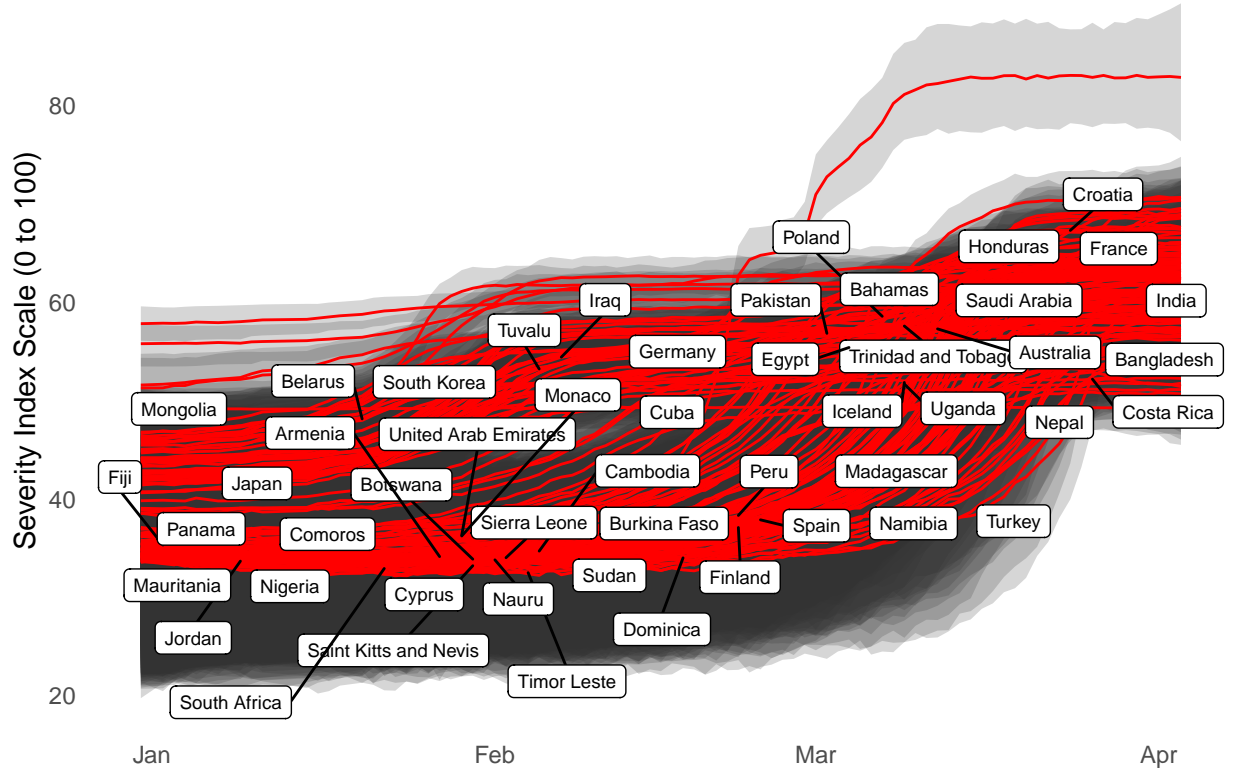 Severity Index Scale (0 to 100)
80
60
40
20
Croatia
Poland
Honduras
France
Bahamas
Iraq
Pakistan
Saudi Arabia
India
Tuvalu
Germany
Egypt
Trinidad and Tobago
Australia
Bangladesh
Belarus
South Korea
Monaco
Mongolia
Cuba
Iceland
Uganda
Costa Rica
Nepal
Armenia
United Arab Emirates
Fiji
Japan
Botswana
Cambodia
Peru
Madagascar
Panama
Comoros
Sierra Leone
Burkina Faso
Spain
Namibia
Turkey
Mauritania
Nigeria
Cyprus
Nauru
Sudan
Finland
Jordan
Saint Kitts and Nevis
Dominica
South Africa
Timor Leste
Jan
Feb
Mar
Apr